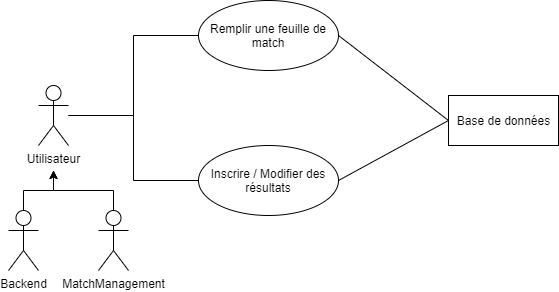 Remplir une feuille de
match
Base de données
Utilisateur
Inscrire / Modifier des
résultats
Backend
MatchManagement